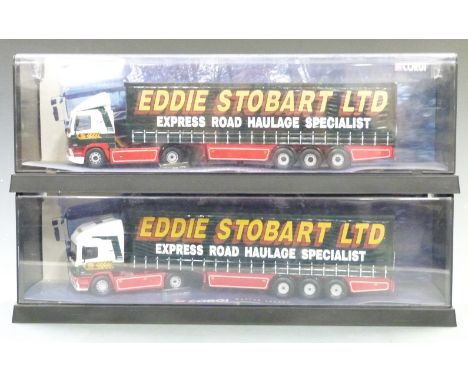 CORGI
EDDIE STOBART LTD
EXPRESS ROAD HAULAGE SPECIALIST
EDDIE STOBART LTD
EXPRESS ROAD HAULAGE SPECIALIST
CORGI